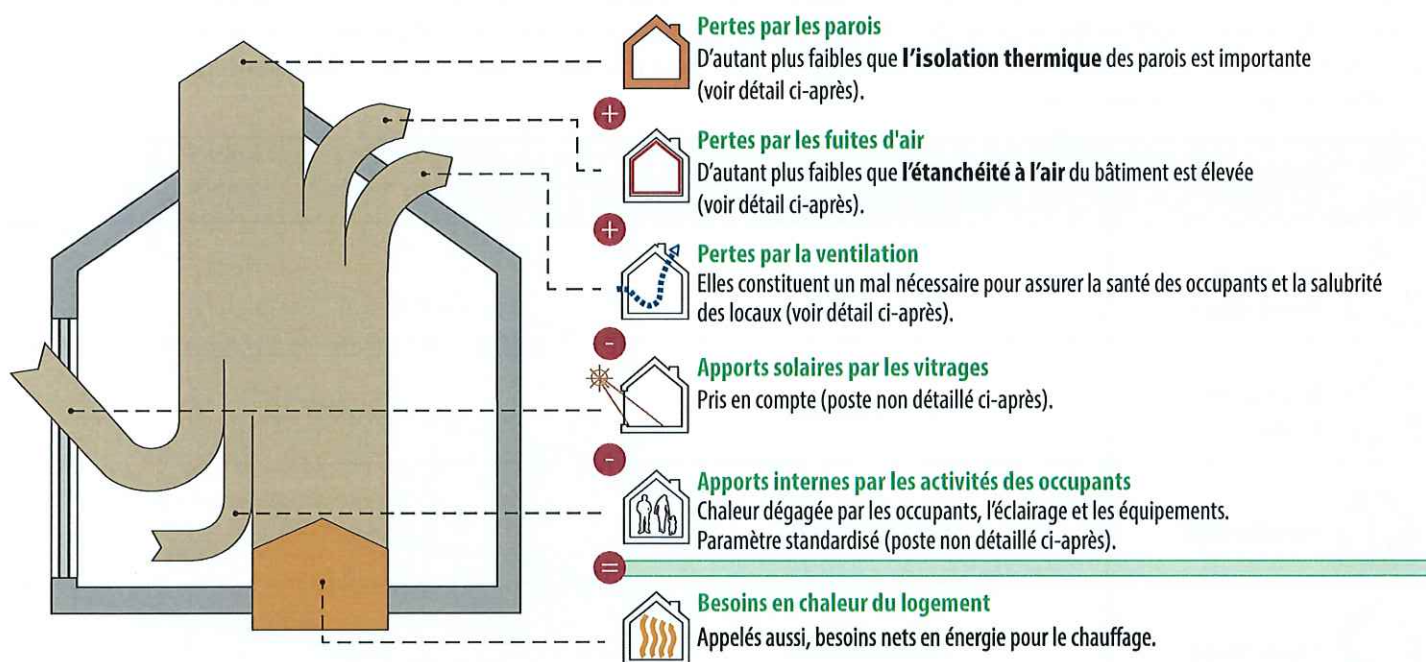 Pertes par les parois
D'autant plus faibles que l'isolation thermique des parois est importante
(voir détail ci-après).
+
Pertes par les fuites d'air
D'autant plus faibles que l'étanchéité à l'air du bâtiment est élevée
(voir détail ci-après).
+
Pertes par la ventilation
Elles constituent un mal nécessaire pour assurer la santé des occupants et la salubrité
des locaux (voir détail ci-après).
-
Apports solaires par les vitrages
Pris en compte (poste non détaillé ci-après).
-
Apports internes par les activités des occupants
Chaleur dégagée par les occupants, l'éclairage et les équipements.
Paramètre standardisé (poste non détaillé ci-après).
=
Besoins en chaleur du logement
Appelés aussi, besoins nets en énergie pour le chauffage.